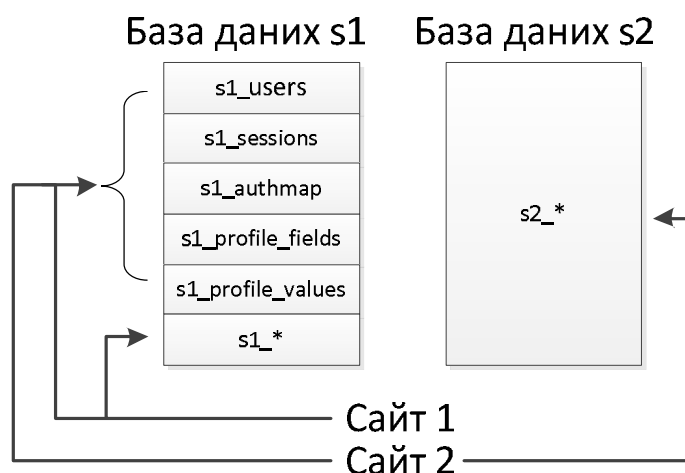 База даних s1
База даних s2
s1_users
s1_sessions
s1_authmap
s1_profile_fields
s1_profile_values
s1_*
s2_*
Сайт 1
Сайт 2